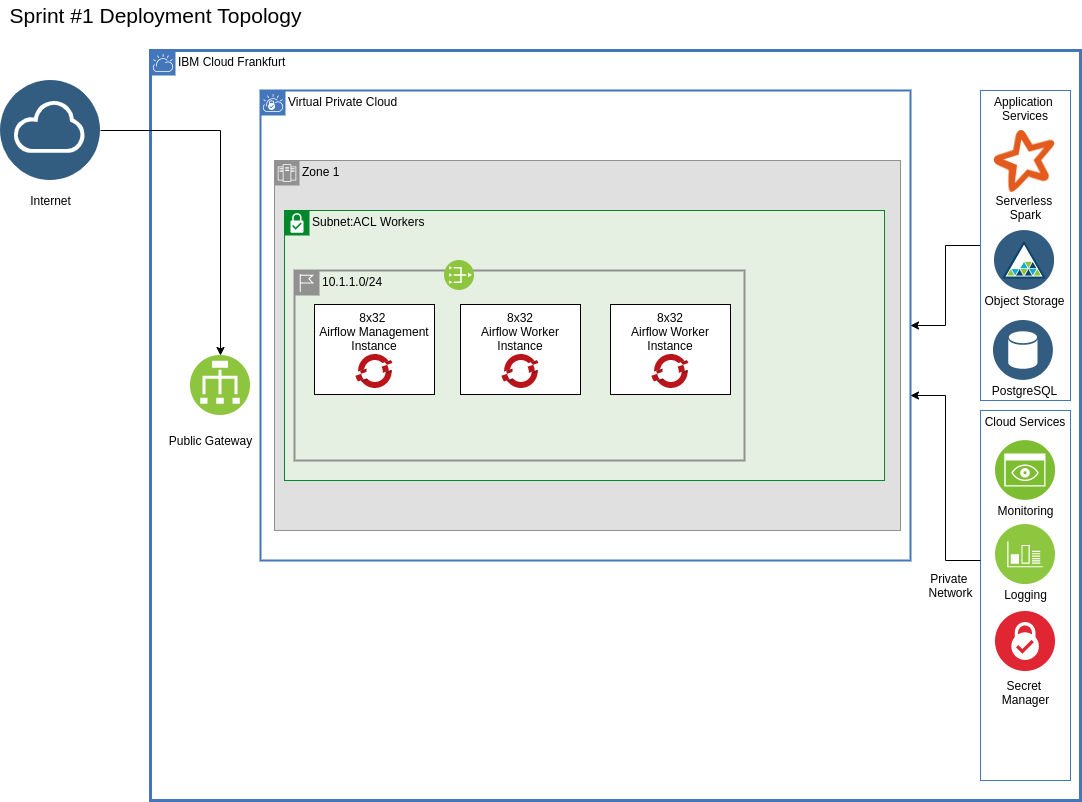 Sprint #1 Deployment Topology
IBM Cloud Frankfurt
Virtual Private Cloud
Zone 1
Subnet:ACL Workers
10.1.1.0/24
8x32
Airflow Management
Instance
8x32
Airflow Worker
Instance
8x32
Airflow Worker
Instance
Internet
Public Gateway
Application
Services
Serverless
Spark
Object Storage
PostgreSQL
Cloud Services
Monitoring
Logging
Secret
Manager
Private
Network